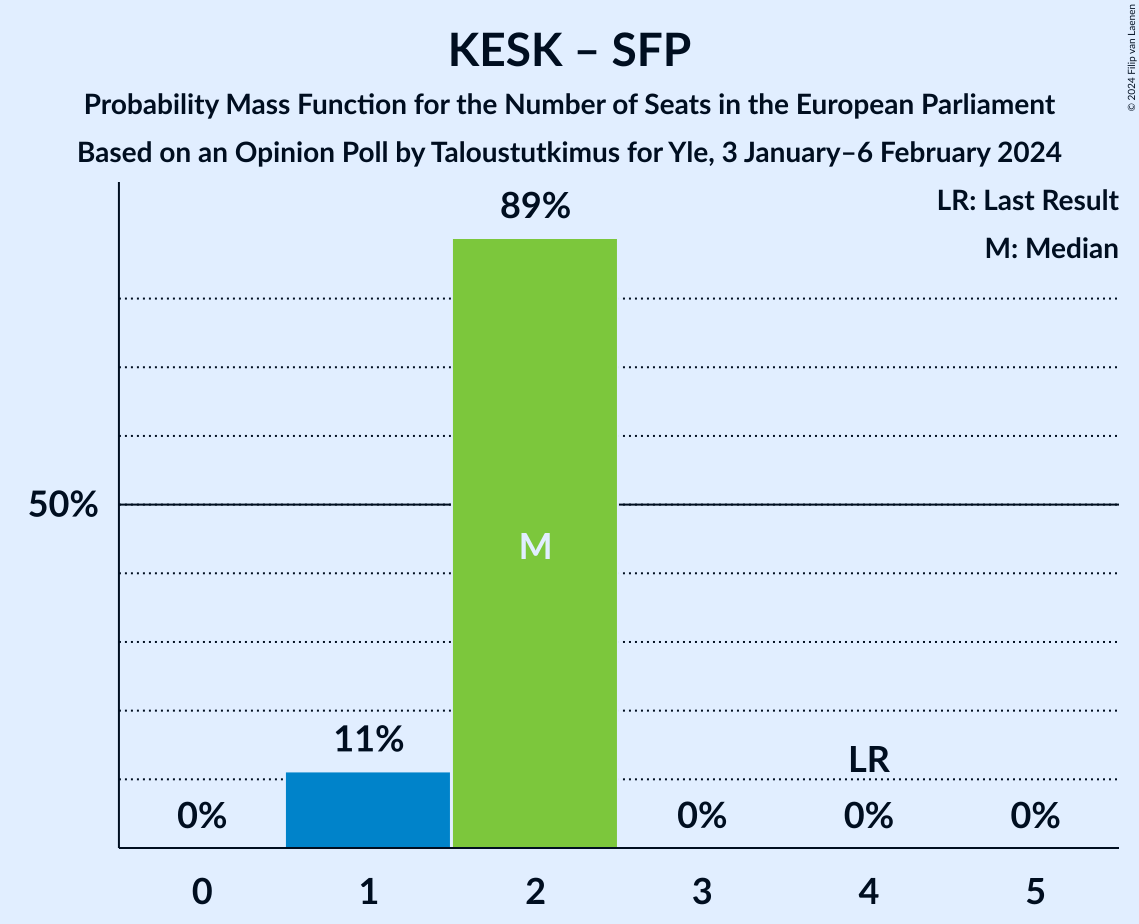 KESK – SFP
Probability Mass Function for the Number of Seats in the European Parliament
Based on an Opinion Poll by Taloustutkimus for Yle, 3 January–6 February 2024
© 2024 Filip van Laenen
LR: Last Result
M: Median
89%
50%
M
11%
LR
0%
0%
0%
0%
0
1
2
3
4
5